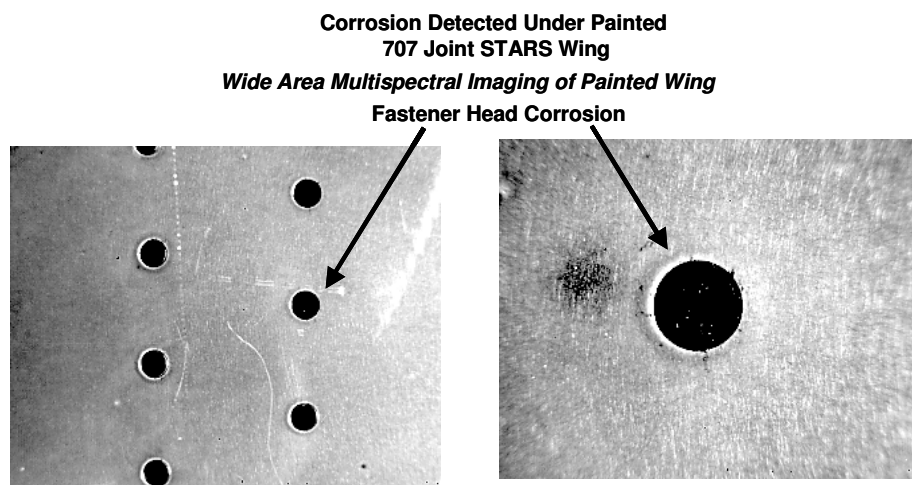 Corrosion Detected Under Painted
707 Joint STARS Wing
Wide Area Multispectral Imaging of Painted Wing
Fastener Head Corrosion